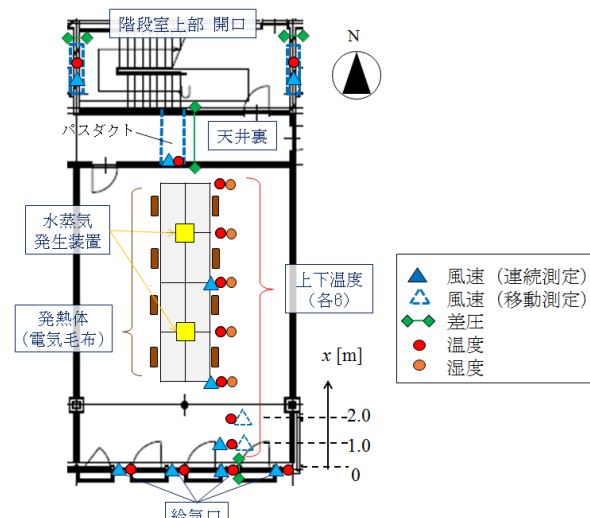 階段室上部 開口
N
パスダクト
天井裏
水蒸気
発生装置
上下温度
(各6)
発熱体
(電気毛布)
風速(連続測定)
風速(移動測定)
差圧
温度
湿度
x [m]
2.0
1.0
0
給気口